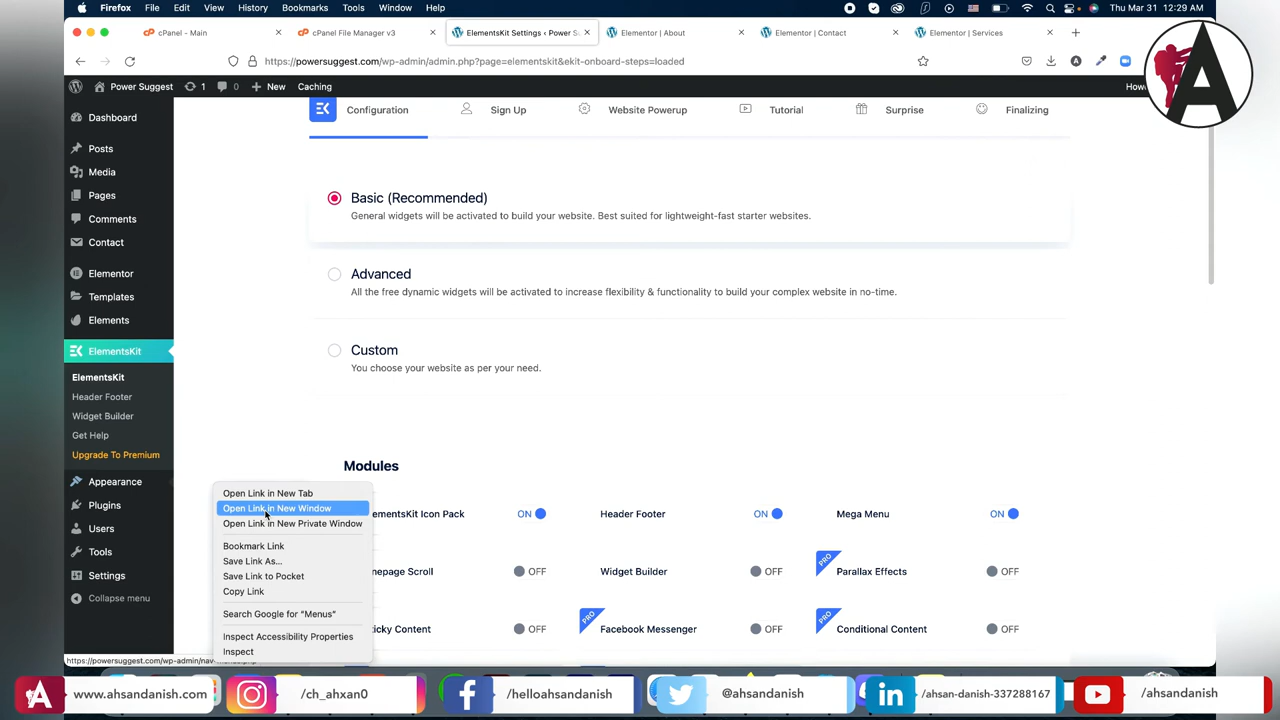 Firefox File Edit View History Bookmarks Tools Window Help Thu Mar 31 12:29 AM
cPanel - Main
cPanel File Manager v3
ElementsKit Settings ‹ Power S
Elementor | About
Elementor | Contact
Elementor | Services
https://powersuggest.com/wp-admin/admin.php?page=elementskit&ekit-onboard-steps=loaded
Power Suggest 1 0 New Caching
Dashboard
Posts
Media
Pages
Comments
Contact
Elementor
Templates
Elements
ElementsKit
ElementsKit
Header Footer
Widget Builder
Get Help
Upgrade To Premium
Appearance
Plugins
Users
Tools
Settings
Collapse menu
Configuration Sign Up Website Powerup Tutorial Surprise Finalizing
Basic (Recommended)
General widgets will be activated to build your website. Best suited for lightweight-fast starter websites.
Advanced
All the free dynamic widgets will be activated to increase flexibility & functionality to build your complex website in no-time.
Custom
You choose your website as per your need.
Modules
ementsKit Icon Pack ON Header Footer ON Mega Menu ON
nepage Scroll OFF Widget Builder OFF PRO Parallax Effects OFF
icky Content OFF PRO Facebook Messenger OFF PRO Conditional Content OFF
Open Link in New Tab
Open Link in New Window
Open Link in New Private Window
Bookmark Link
Save Link As...
Save Link to Pocket
Copy Link
Search Google for “Menus”
Inspect Accessibility Properties
Inspect
www.ahsandanish.com
/ch_ahxan0
/helloahsandanish
@ahsandanish
/ahsan-danish-337288167
/ahsandanish